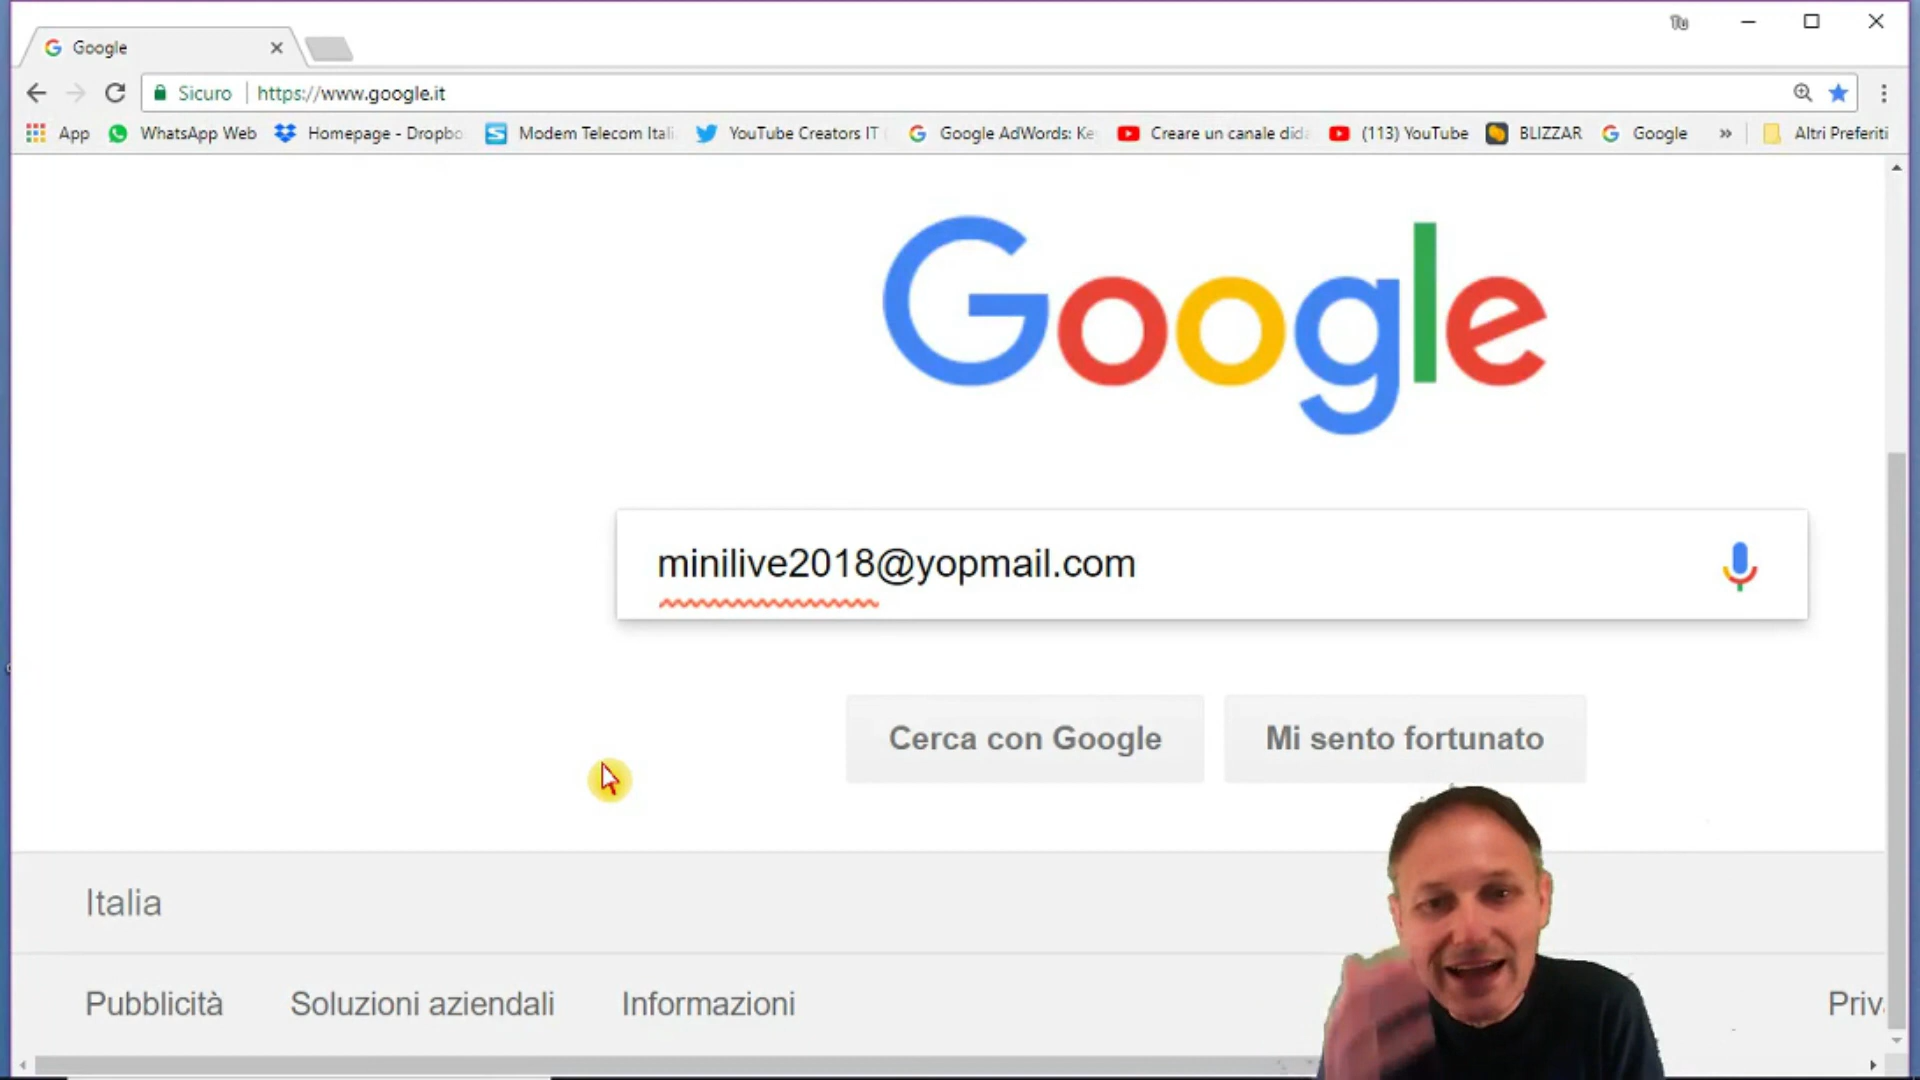 Tu
Google
Sicuro https://www.google.it
App WhatsApp Web Homepage - Dropbo Modem Telecom Itali YouTube Creators IT Google AdWords: Ke Creare un canale dida (113) YouTube BLIZZAR Google » Altri Preferiti
Google
minilive2018@yopmail.com
Cerca con Google Mi sento fortunato
Italia
Pubblicità Soluzioni aziendali Informazioni Priv